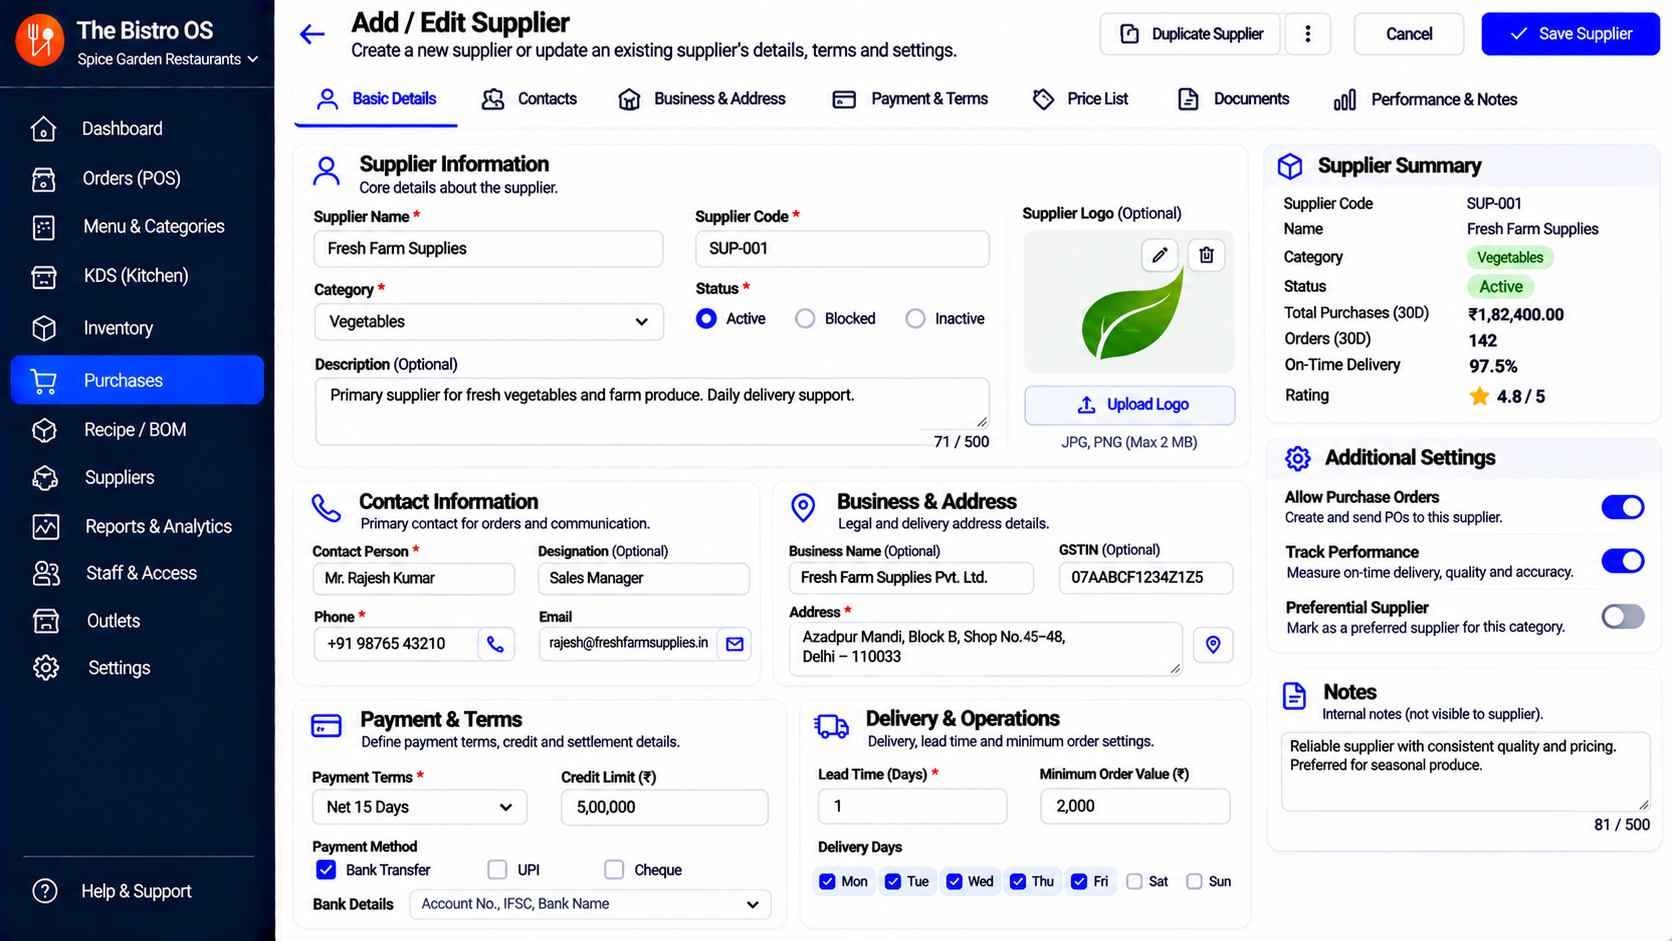 The Bistro OS
Spice Garden Restaurants
Dashboard
Orders (POS)
Menu & Categories
KDS (Kitchen)
Inventory
Purchases
Recipe / BOM
Suppliers
Reports & Analytics
Staff & Access
Outlets
Settings
Help & Support
Add / Edit Supplier
Create a new supplier or update an existing supplier's details, terms and settings.
Duplicate Supplier
Cancel
Save Supplier
Basic Details
Contacts
Business & Address
Payment & Terms
Price List
Documents
Performance & Notes
Supplier Information
Core details about the supplier.
Supplier Name *
Fresh Farm Supplies
Supplier Code *
SUP-001
Category *
Vegetables
Status *
Active
Blocked
Inactive
Description (Optional)
Primary supplier for fresh vegetables and farm produce. Daily delivery support.
71 / 500
Supplier Logo (Optional)
Upload Logo
JPG, PNG (Max 2 MB)
Contact Information
Primary contact for orders and communication.
Contact Person *
Mr. Rajesh Kumar
Designation (Optional)
Sales Manager
Phone *
+91 98765 43210
Email
rajesh@freshfarmsupplies.in
Business & Address
Legal and delivery address details.
Business Name (Optional)
Fresh Farm Supplies Pvt. Ltd.
GSTIN (Optional)
07AABCF1234Z1Z5
Address *
Azadpur Mandi, Block B, Shop No.45–48,
Delhi – 110033
Payment & Terms
Define payment terms, credit and settlement details.
Payment Terms *
Net 15 Days
Credit Limit (₹)
5,00,000
Payment Method
Bank Transfer
UPI
Cheque
Bank Details
Account No., IFSC, Bank Name
Delivery & Operations
Delivery, lead time and minimum order settings.
Lead Time (Days) *
1
Minimum Order Value (₹)
2,000
Delivery Days
Mon
Tue
Wed
Thu
Fri
Sat
Sun
Supplier Summary
Supplier Code SUP-001
Name Fresh Farm Supplies
Category Vegetables
Status Active
Total Purchases (30D) ₹1,82,400.00
Orders (30D) 142
On-Time Delivery 97.5%
Rating 4.8 / 5
Additional Settings
Allow Purchase Orders
Create and send POs to this supplier.
Track Performance
Measure on-time delivery, quality and accuracy.
Preferential Supplier
Mark as a preferred supplier for this category.
Notes
Internal notes (not visible to supplier).
Reliable supplier with consistent quality and pricing.
Preferred for seasonal produce.
81 / 500